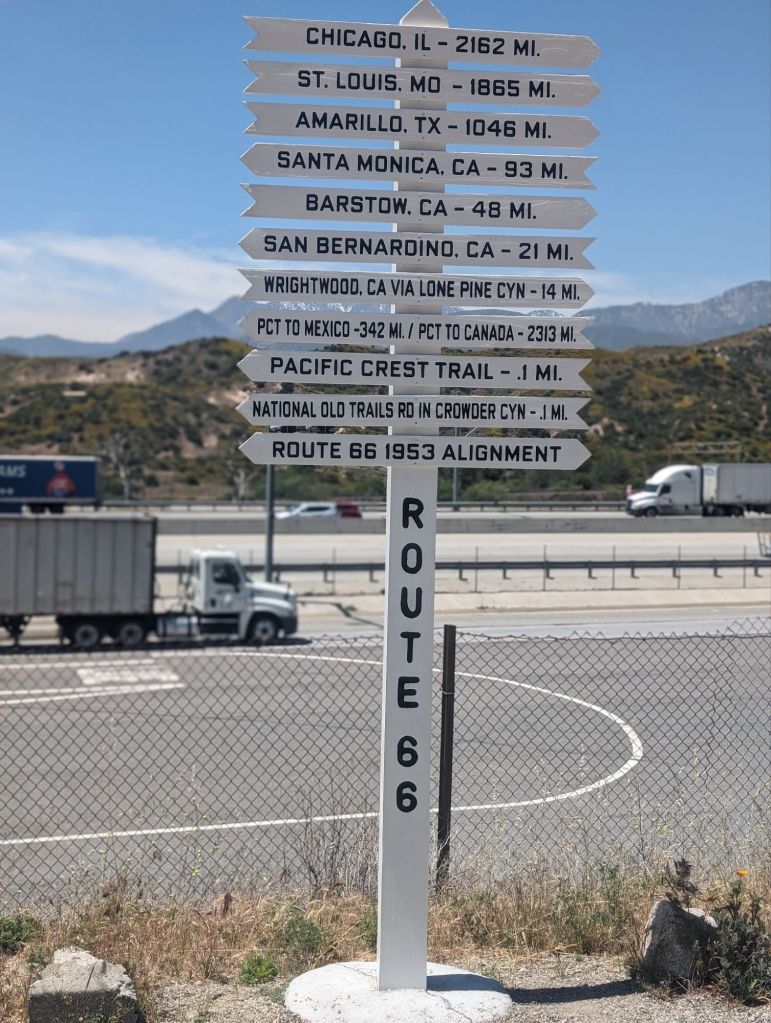 CHICAGO, IL - 2162 MI.
ST. LOUIS, MO - 1865 MI.
AMARILLO, TX - 1046 MI.
SANTA MONICA, CA - 93 MI.
BARSTOW, CA - 48 MI.
SAN BERNARDINO, CA - 21 MI.
WRIGHTWOOD, CA VIA LONE PINE CYN - 14 MI.
PCT TO MEXICO -342 MI. / PCT TO CANADA - 2313 MI.
PACIFIC CREST TRAIL - .1 MI.
NATIONAL OLD TRAILS RD IN CROWDER CYN - .1 MI.
ROUTE 66 1953 ALIGNMENT
ROUTE 66